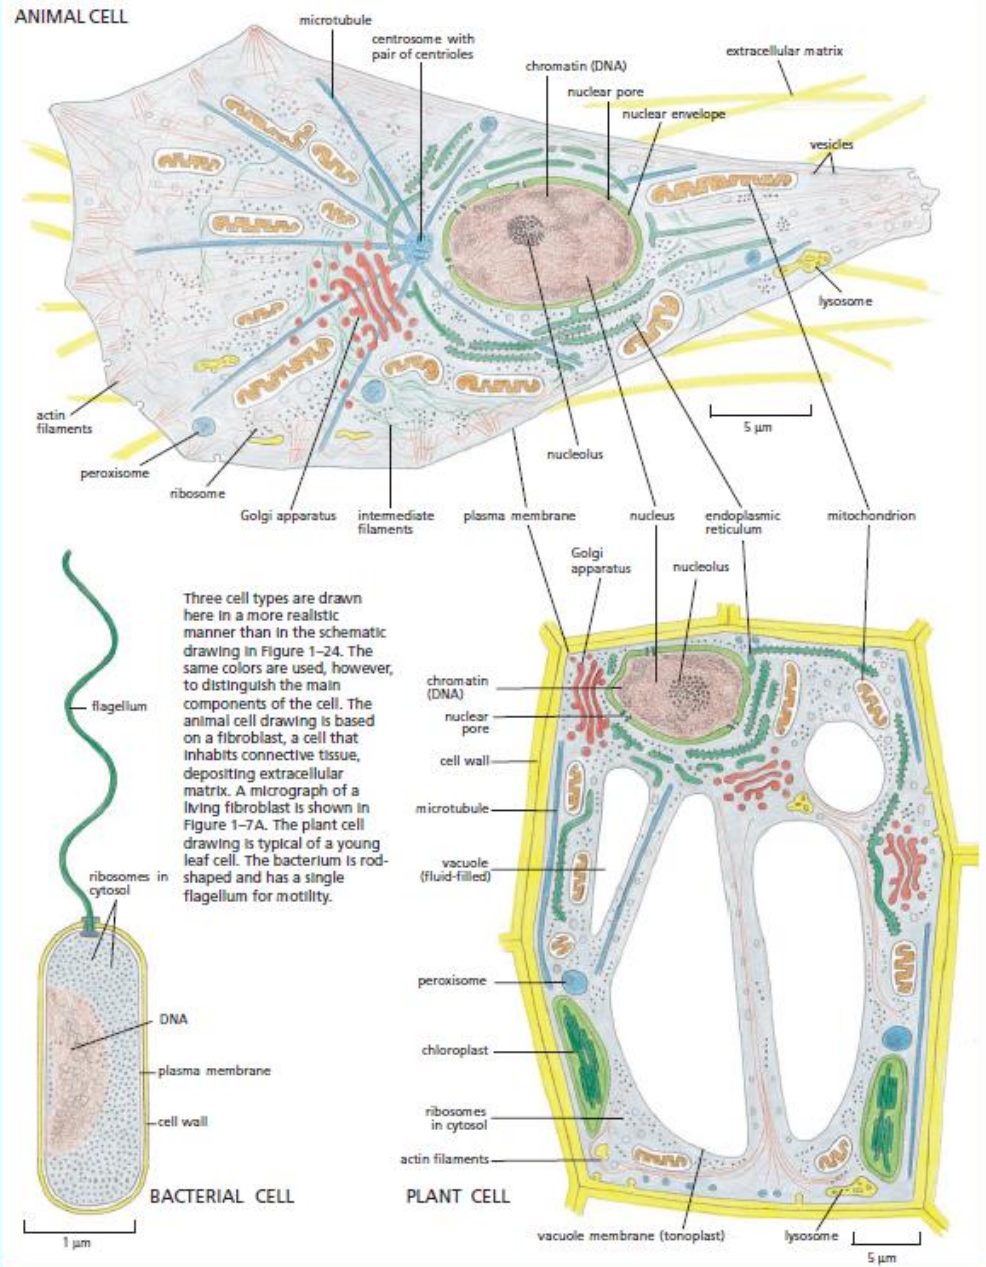 ANIMAL CELL
microtubule
centrosome with
pair of centrioles
chromatin (DNA)
nuclear pore
nuclear envelope
extracellular matrix
vesicles
lysosome
5 µm
actin
filaments
peroxisome
ribosome
Golgi apparatus
intermediate
filaments
plasma membrane
nucleolus
nucleus
endoplasmic
reticulum
mitochondrion
Three cell types are drawn
here in a more realistic
manner than in the schematic
drawing in Figure 1–24. The
same colors are used, however,
to distinguish the main
components of the cell. The
animal cell drawing is based
on a fibroblast, a cell that
inhabits connective tissue,
depositing extracellular
matrix. A micrograph of a
living fibroblast is shown in
Figure 1–7A. The plant cell
drawing is typical of a young
leaf cell. The bacterium is rod-
shaped and has a single
flagellum for motility.
flagellum
ribosomes in
cytosol
DNA
plasma membrane
cell wall
BACTERIAL CELL
1 µm
Golgi
apparatus
nucleolus
chromatin
(DNA)
nuclear
pore
cell wall
microtubule
vacuole
(fluid-filled)
peroxisome
chloroplast
ribosomes
in cytosol
actin filaments
PLANT CELL
vacuole membrane (tonoplast)
lysosome
5 µm